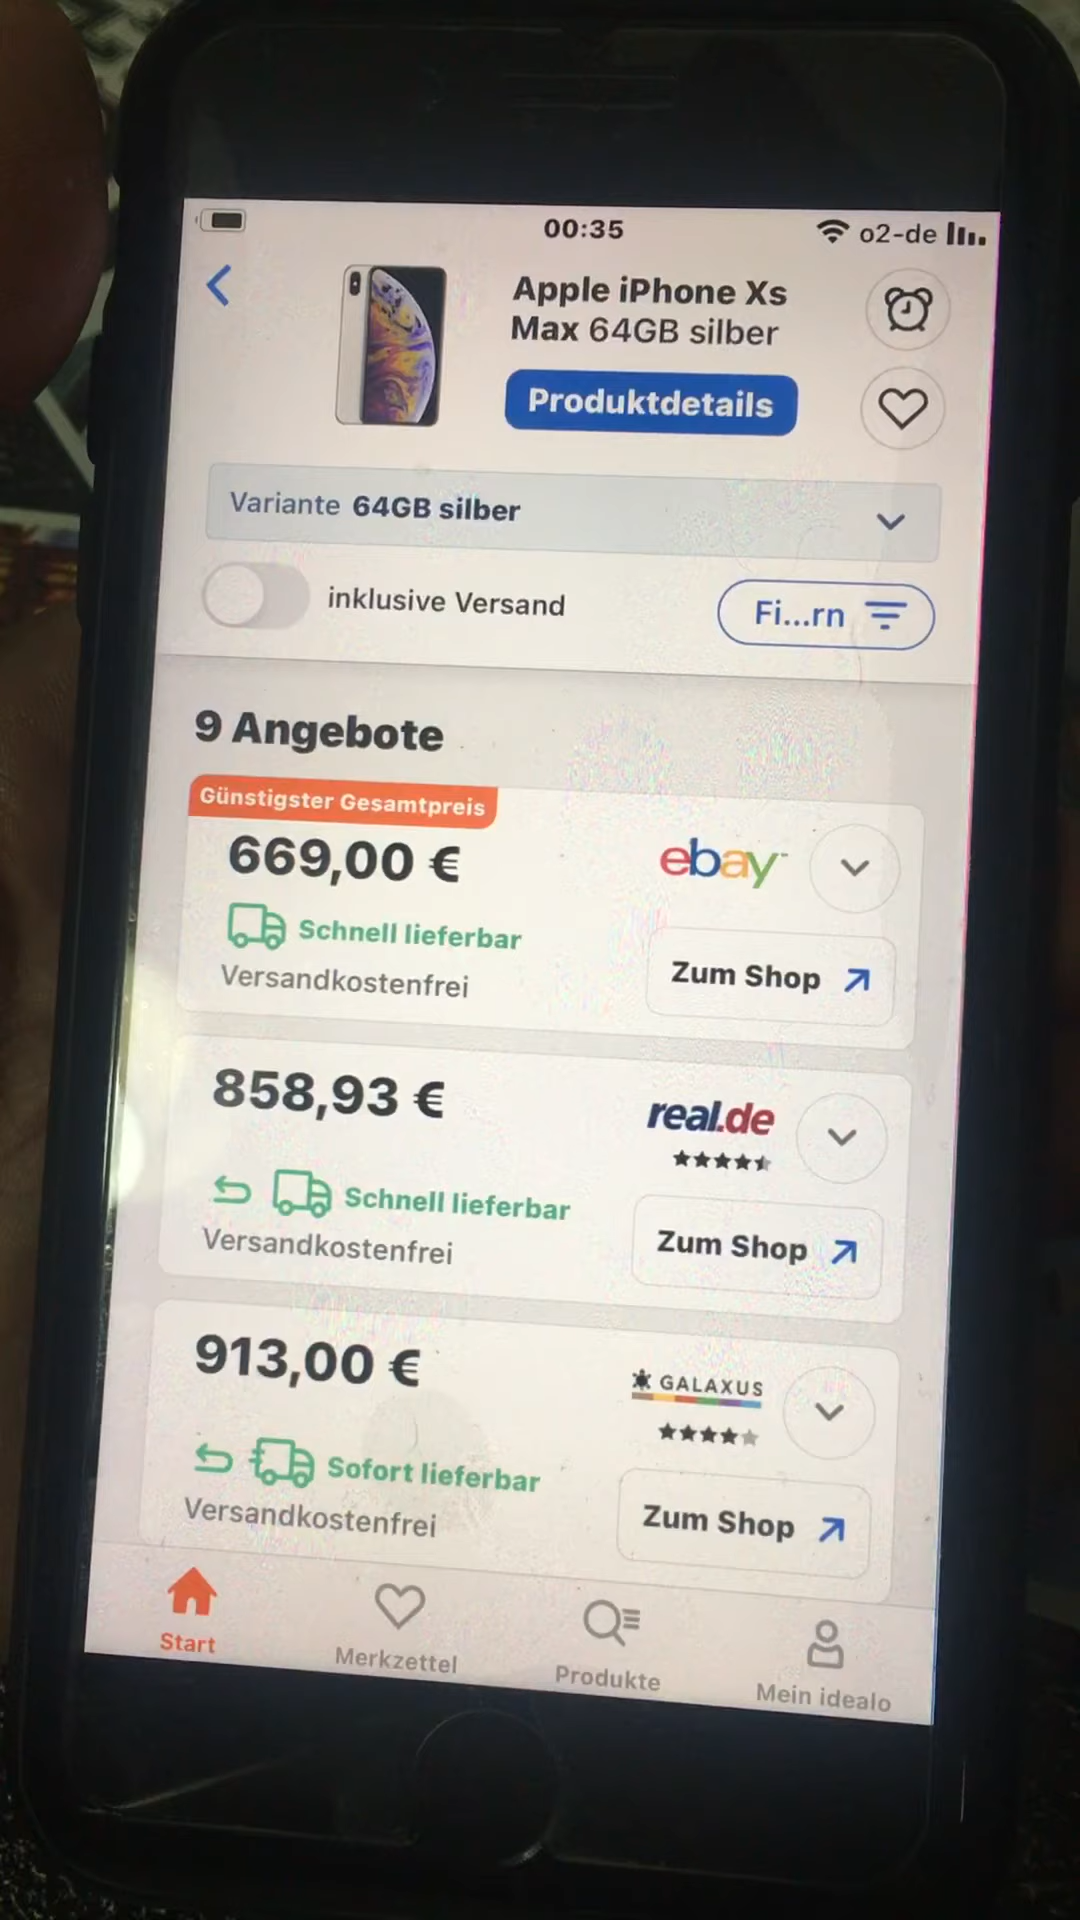 00:35
o2-de
Apple iPhone Xs
Max 64GB silber
Produktdetails
Variante 64GB silber
inklusive Versand
Fi...rn
9 Angebote
Günstigster Gesamtpreis
669,00 €
ebay™
Schnell lieferbar
Versandkostenfrei
Zum Shop
858,93 €
real.de
Schnell lieferbar
Versandkostenfrei
Zum Shop
913,00 €
GALAXUS
Sofort lieferbar
Versandkostenfrei
Zum Shop
Start
Merkzettel
Produkte
Mein idealo